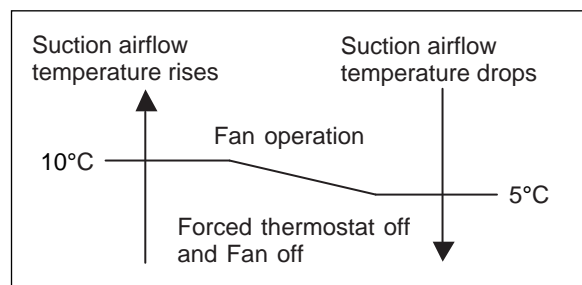 Suction airflow
temperature rises
Suction airflow
temperature drops
Fan operation
10°C
5°C
Forced thermostat off
and Fan off